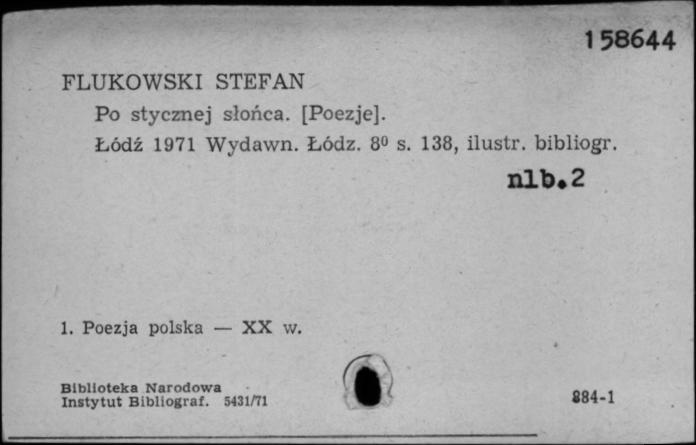 158644
FLUKOWSKI STEFAN
Po stycznej słońca. [Poezje].
Łódź 1971 Wydawn. Łódz. 8⁰ s. 138, ilustr. bibliogr.
nlb.2
1. Poezja polska — XX w.
Biblioteka Narodowa
Instytut Bibliograf. 5431/71
884-1